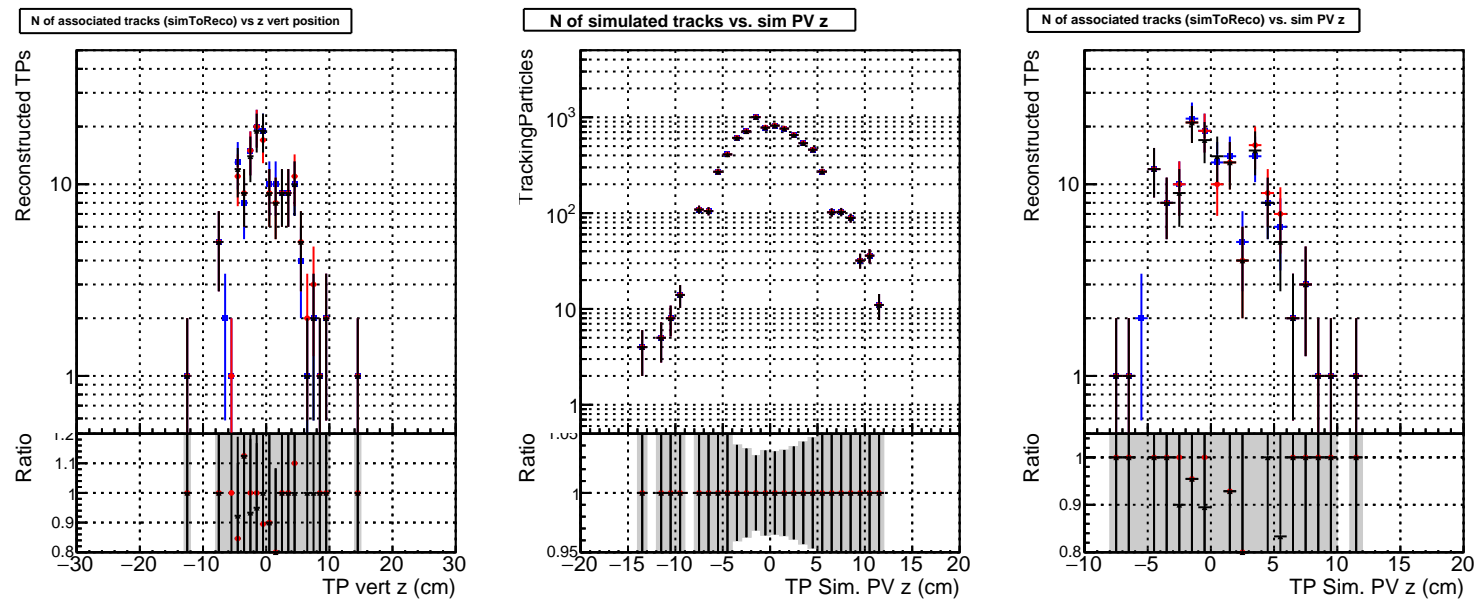 N of associated tracks (simToReco) vs z vert position
Reconstructed TPs
10
1
Ratio
1.2
1.1
1
0.9
0.8
−30 −20 −10 0 10 20 30
TP vert z (cm)
N of simulated tracks vs. sim PV z
TrackingParticles
10³
10²
10
1
Ratio
1.05
1
0.95
−20 −15 −10 −5 0 5 10 15 20
TP Sim. PV z (cm)
N of associated tracks (simToReco) vs. sim PV z
Reconstructed TPs
10
1
Ratio
1
0.9
0.8
−10 −5 0 5 10 15 20
TP Sim. PV z (cm)